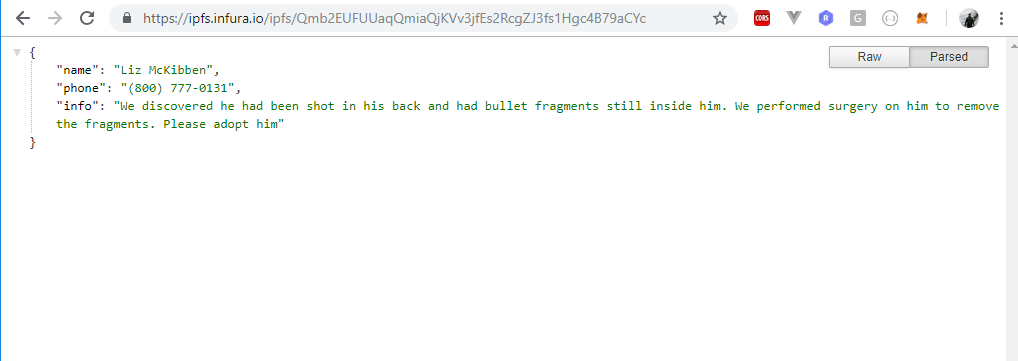 https://ipfs.infura.io/ipfs/Qmb2EUFUUaqQmiaQjKVv3jfEs2RcgZJ3fs1Hgc4B79aCYc
CORS
R
G
Raw
Parsed
{
"name": "Liz McKibben",
"phone": "(800) 777-0131",
"info": "We discovered he had been shot in his back and had bullet fragments still inside him. We performed surgery on him to remove
the fragments. Please adopt him"
}